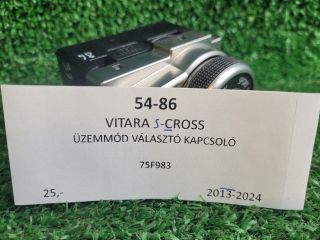 54-86
VITARA S-CROSS
ÜZEMMÓD VÁLASZTÓ KAPCSOLÓ
75F983
25,-
2013-2024